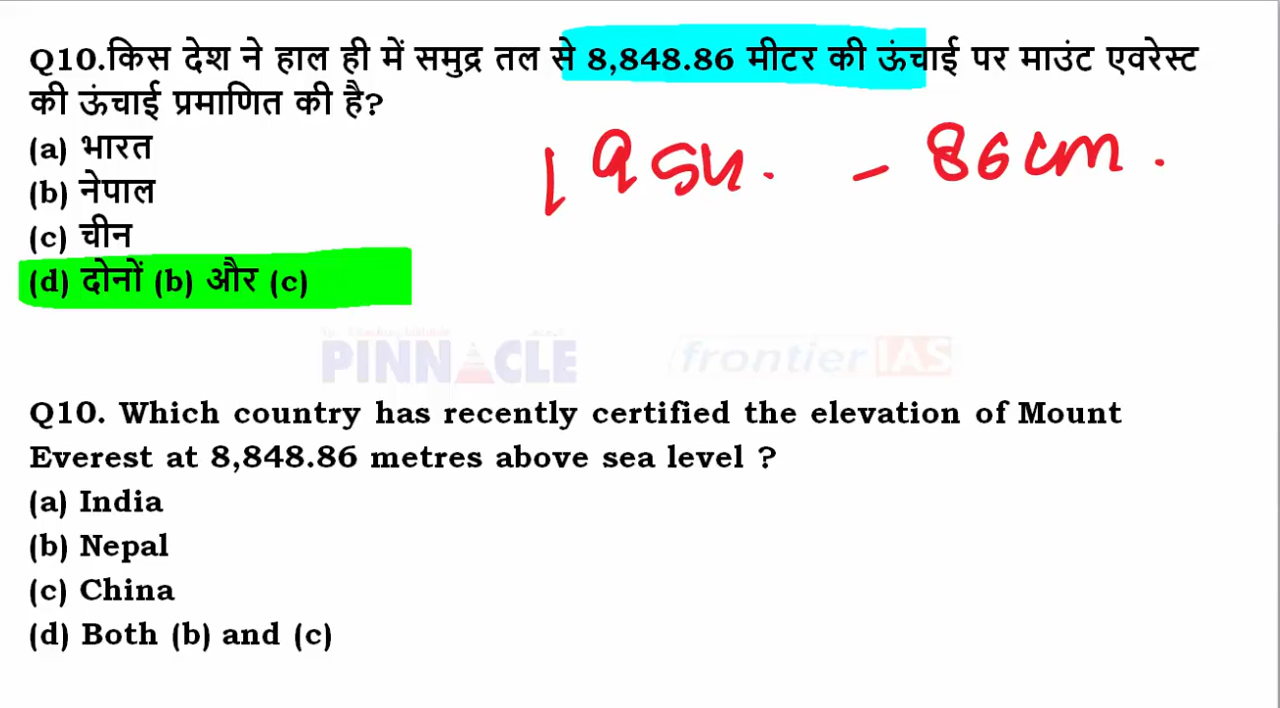 Q10.किस देश ने हाल ही में समुद्र तल से 8,848.86 मीटर की ऊंचाई पर माउंट एवरेस्ट
की ऊंचाई प्रमाणित की है?
(a) भारत
(b) नेपाल
(c) चीन
(d) दोनों (b) और (c)
1954. - 86cm.
PINNACLE frontier IAS
Q10. Which country has recently certified the elevation of Mount
Everest at 8,848.86 metres above sea level ?
(a) India
(b) Nepal
(c) China
(d) Both (b) and (c)